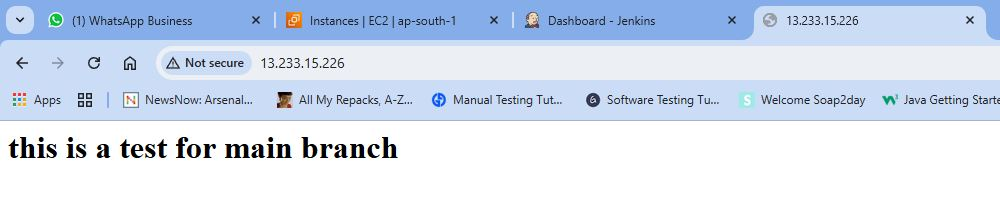 (1) WhatsApp Business
Instances | EC2 | ap-south-1
Dashboard - Jenkins
13.233.15.226
Not secure
13.233.15.226
Apps
NewsNow: Arsenal...
All My Repacks, A-Z...
Manual Testing Tut...
Software Testing Tu...
Welcome Soap2day
Java Getting Starte
this is a test for main branch